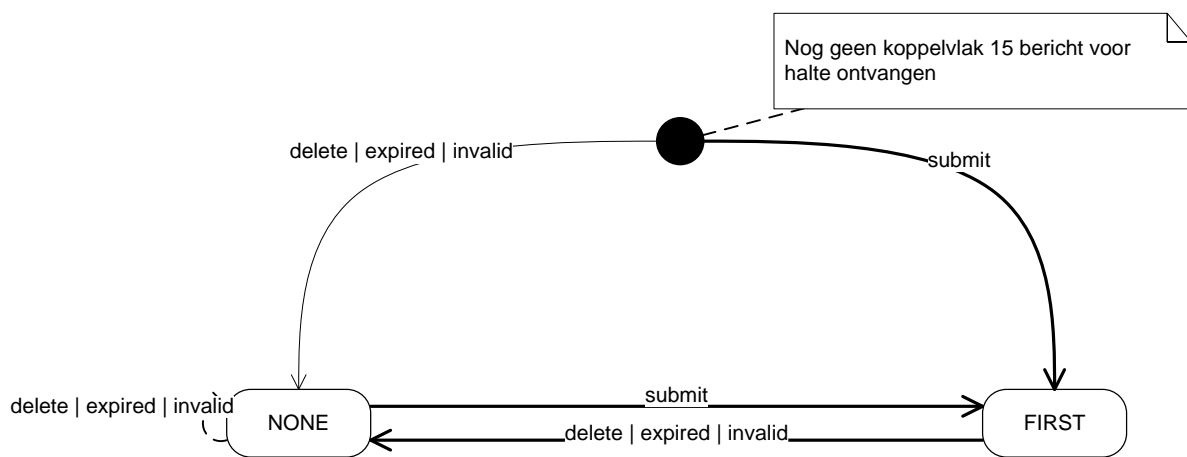 Nog geen koppelvlak 15 bericht voor
halte ontvangen
delete | expired | invalid
submit
delete | expired | invalid
NONE
submit
delete | expired | invalid
FIRST